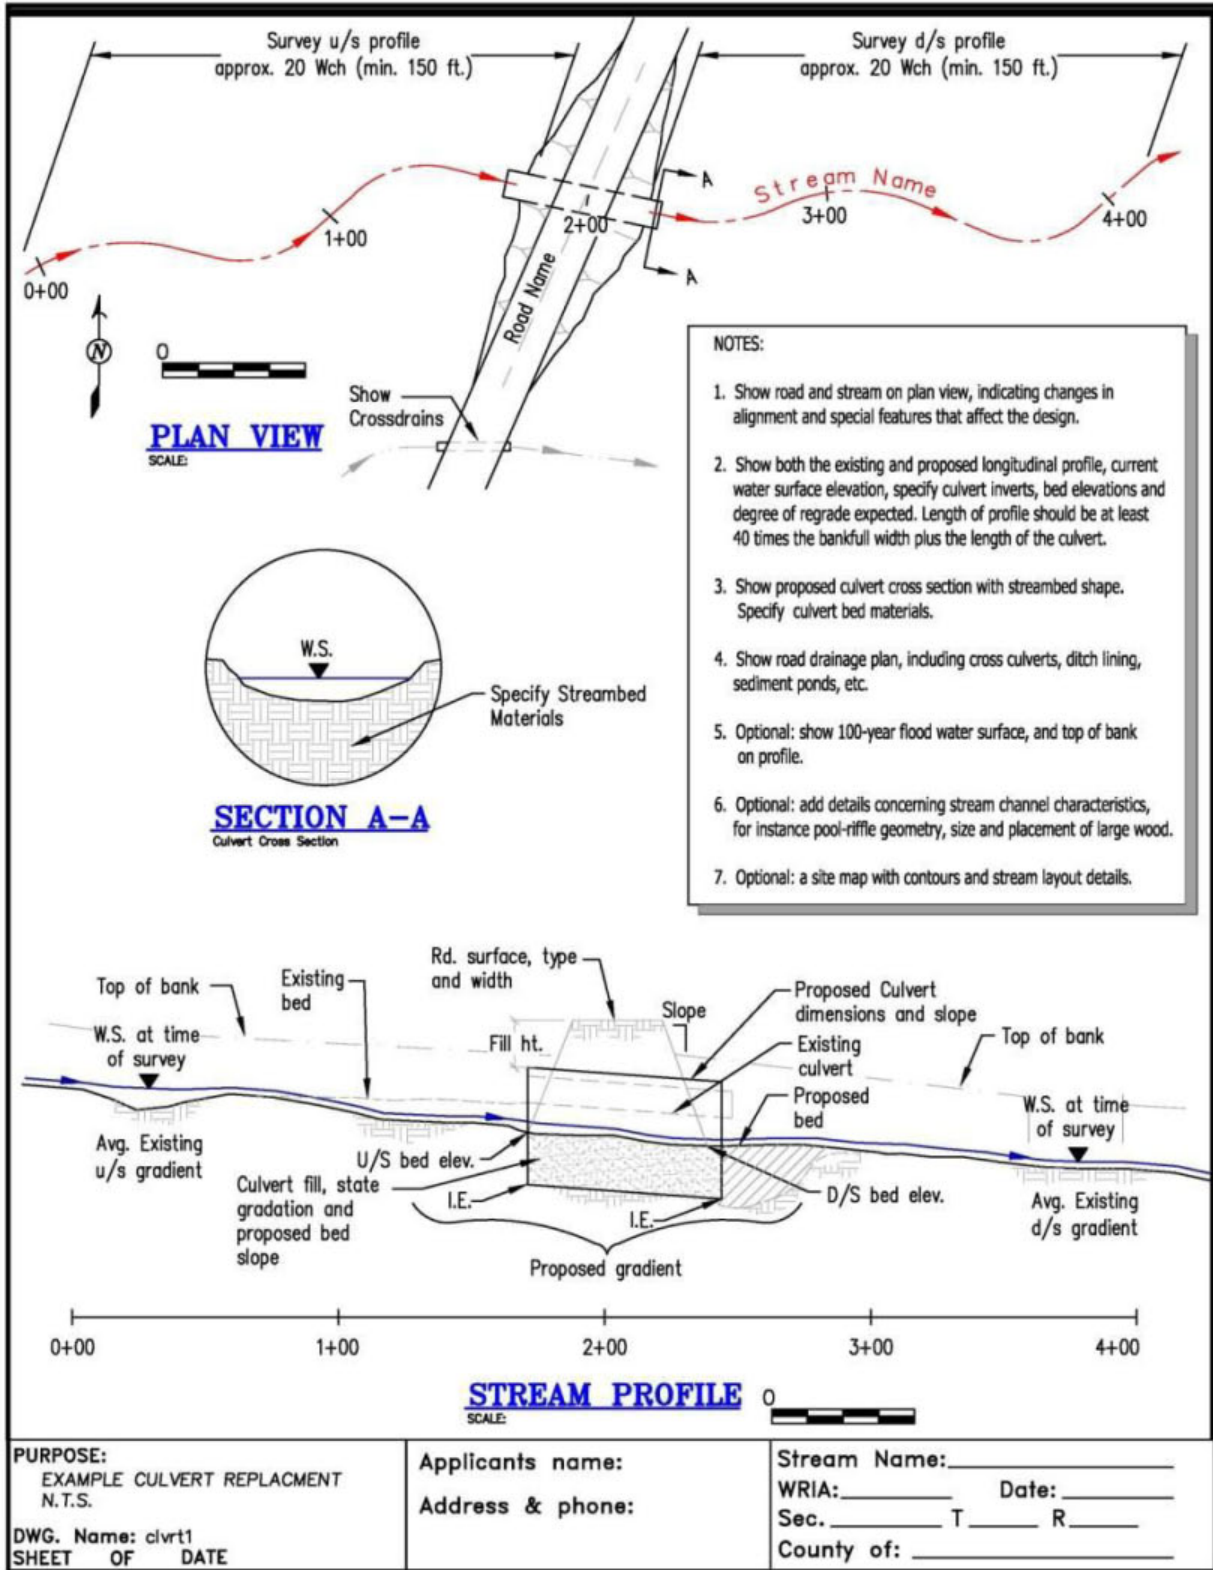 Survey u/s profile
approx. 20 Wch (min. 150 ft.)
Survey d/s profile
approx. 20 Wch (min. 150 ft.)
0+00
1+00
2+00
Stream Name
3+00
4+00
A
A
Road Name
N
0
PLAN VIEW
SCALE:
Show
Crossdrains
NOTES:
1. Show road and stream on plan view, indicating changes in
alignment and special features that affect the design.
2. Show both the existing and proposed longitudinal profile, current
water surface elevation, specify culvert inverts, bed elevations and
degree of regrade expected. Length of profile should be at least
40 times the bankfull width plus the length of the culvert.
3. Show proposed culvert cross section with streambed shape.
Specify culvert bed materials.
4. Show road drainage plan, including cross culverts, ditch lining,
sediment ponds, etc.
5. Optional: show 100-year flood water surface, and top of bank
on profile.
6. Optional: add details concerning stream channel characteristics,
for instance pool-riffle geometry, size and placement of large wood.
7. Optional: a site map with contours and stream layout details.
W.S.
Specify Streambed
Materials
SECTION A-A
Culvert Cross Section
Top of bank
Existing
bed
Rd. surface, type
and width
Slope
Proposed Culvert
dimensions and slope
W.S. at time
of survey
Fill ht.
Existing
culvert
Top of bank
Proposed
bed
W.S. at time
of survey
Avg. Existing
u/s gradient
U/S bed elev.
Culvert fill, state
gradation and
proposed bed
slope
I.E.
I.E.
D/S bed elev.
Avg. Existing
d/s gradient
Proposed gradient
0+00
1+00
2+00
3+00
4+00
STREAM PROFILE
SCALE:
0
PURPOSE:
EXAMPLE CULVERT REPLACMENT
N.T.S.
DWG. Name: clvrt1
SHEET OF DATE
Applicants name:
Address & phone:
Stream Name:
WRIA: Date:
Sec. T R
County of: